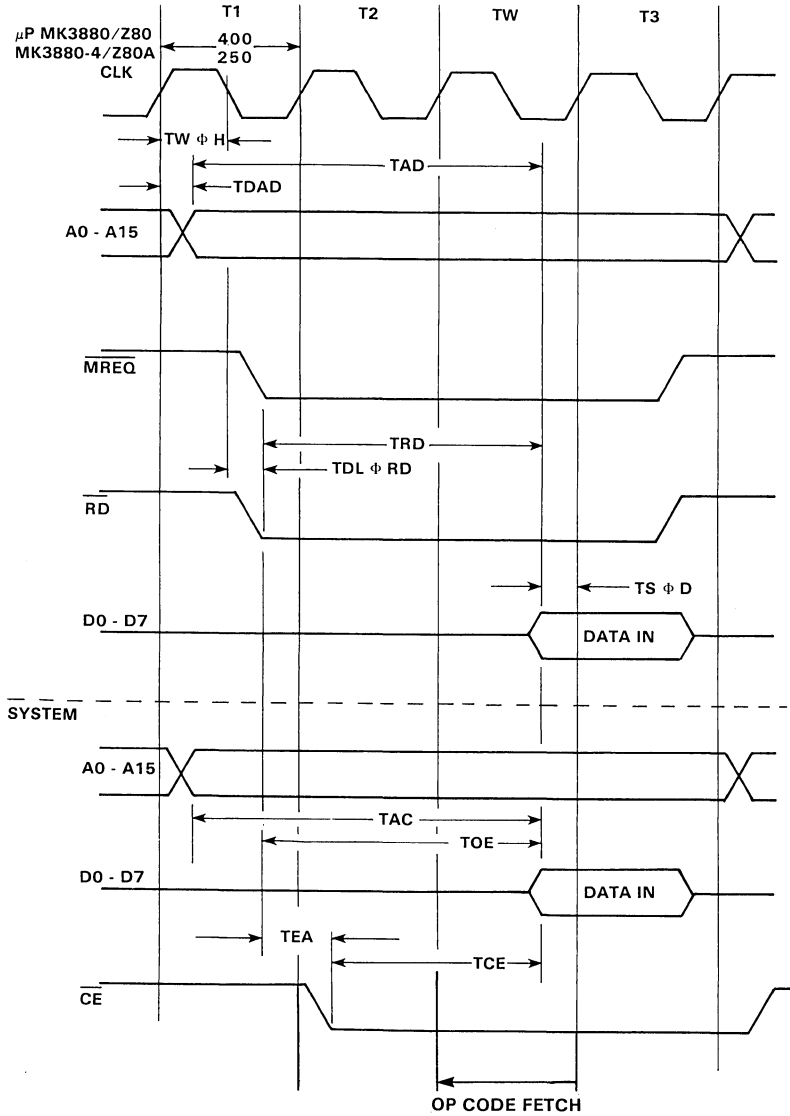 T1 T2 TW T3
μP MK3880/Z80 400
MK3880-4/Z80A 250
CLK
TW Φ H
TAD
TDAD
A0 - A15
MREQ
TRD
TDL Φ RD
RD
TS Φ D
D0 - D7
DATA IN
SYSTEM
A0 - A15
TAC
TOE
D0 - D7
DATA IN
TEA
TCE
CE
OP CODE FETCH